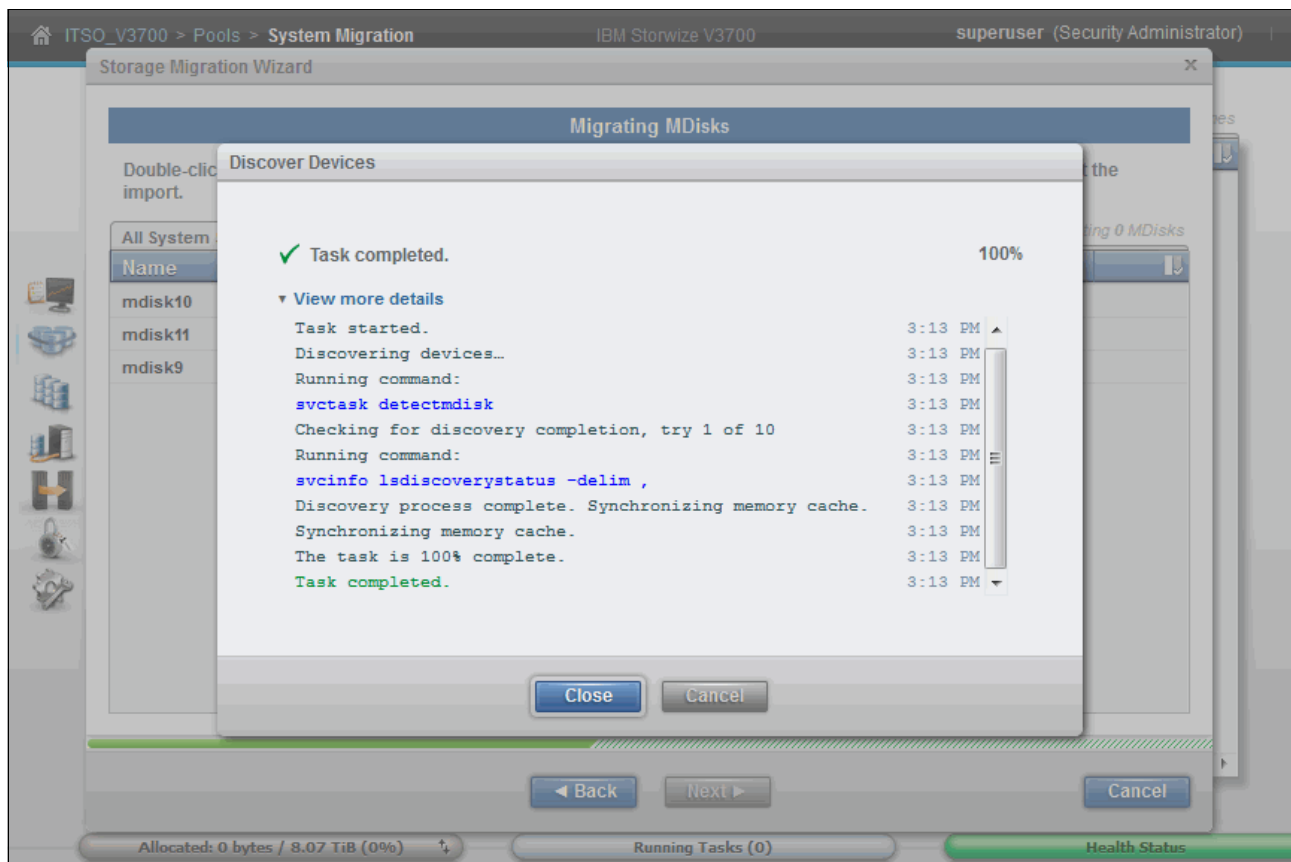 ITSO_V3700 > Pools > System Migration
IBM Storwize V3700
superuser (Security Administrator)
Storage Migration Wizard
Migrating MDisks
Double-clic
t the
import.
Discover Devices
All System
ting 0 MDisks
Name
mdisk10
mdisk11
mdisk9
Task completed.
100%
View more details
Task started. 3:13 PM
Discovering devices… 3:13 PM
Running command: 3:13 PM
svctask detectmdisk 3:13 PM
Checking for discovery completion, try 1 of 10 3:13 PM
Running command: 3:13 PM
svcinfo lsdiscoverystatus -delim , 3:13 PM
Discovery process complete. Synchronizing memory cache. 3:13 PM
Synchronizing memory cache. 3:13 PM
The task is 100% complete. 3:13 PM
Task completed. 3:13 PM
Close
Cancel
Back
Next
Cancel
Allocated: 0 bytes / 8.07 TiB (0%)
Running Tasks (0)
Health Status